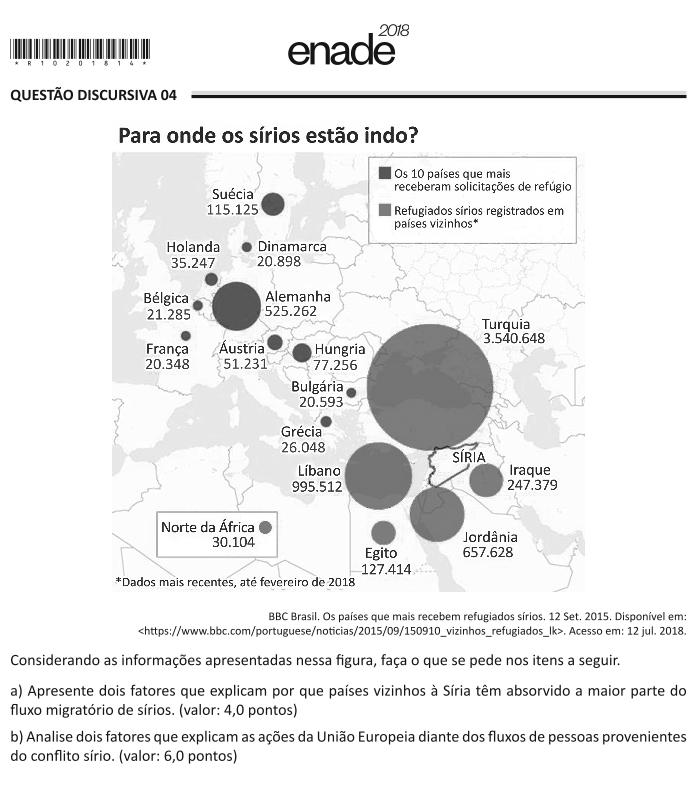 enade 2018
*R10201814*
QUESTÃO DISCURSIVA 04
Para onde os sírios estão indo?
Os 10 países que mais
receberam solicitações de refúgio
Refugiados sírios registrados em
países vizinhos*
Suécia
115.125
Holanda
35.247
Dinamarca
20.898
Bélgica
21.285
Alemanha
525.262
França
20.348
Áustria
51.231
Hungria
77.256
Bulgária
20.593
Grécia
26.048
Turquia
3.540.648
Líbano
995.512
SÍRIA
Iraque
247.379
Jordânia
657.628
Egito
127.414
Norte da África
30.104
*Dados mais recentes, até fevereiro de 2018
BBC Brasil. Os países que mais recebem refugiados sírios. 12 Set. 2015. Disponível em:
<https://www.bbc.com/portuguese/noticias/2015/09/150910_vizinhos_refugiados_lk>. Acesso em: 12 jul. 2018.
Considerando as informações apresentadas nessa figura, faça o que se pede nos itens a seguir.
a) Apresente dois fatores que explicam por que países vizinhos à Síria têm absorvido a maior parte do
fluxo migratório de sírios. (valor: 4,0 pontos)
b) Analise dois fatores que explicam as ações da União Europeia diante dos fluxos de pessoas provenientes
do conflito sírio. (valor: 6,0 pontos)